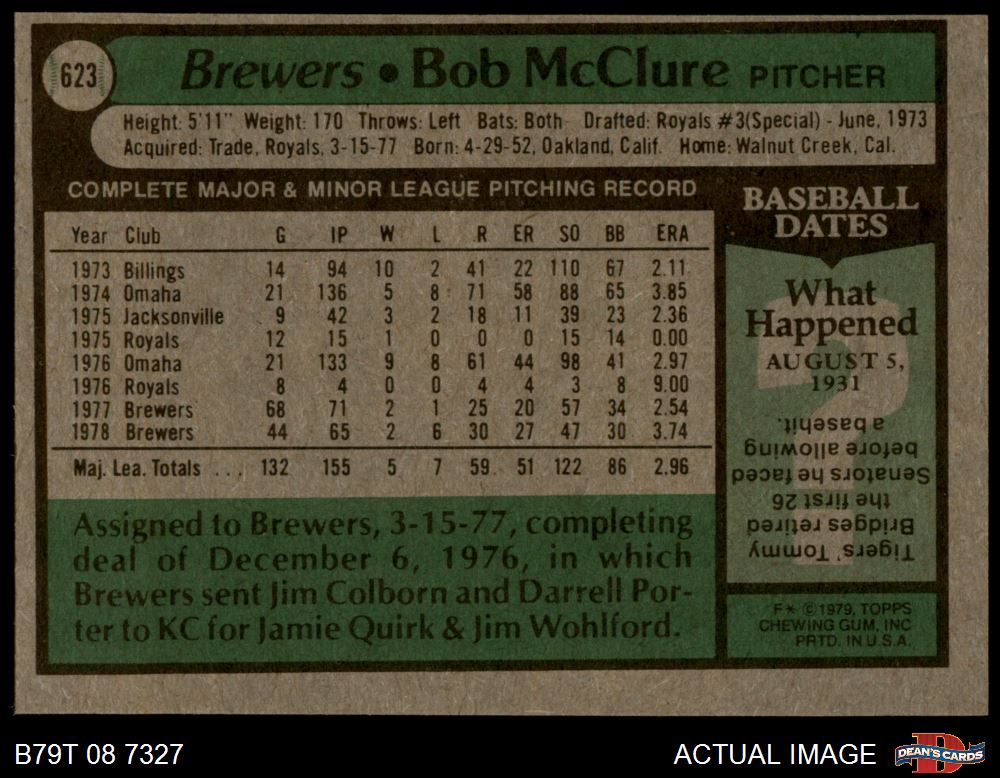 623
Brewers • Bob McClure PITCHER
Height: 5'11" Weight: 170 Throws: Left Bats: Both Drafted: Royals #3(Special) - June, 1973
Acquired: Trade, Royals, 3-15-77 Born: 4-29-52, Oakland, Calif. Home: Walnut Creek, Cal.
COMPLETE MAJOR & MINOR LEAGUE PITCHING RECORD
Year Club G IP W L R ER SO BB ERA
1973 Billings 14 94 10 2 41 22 110 67 2.11
1974 Omaha 21 136 5 8 71 58 88 65 3.85
1975 Jacksonville 9 42 3 2 18 11 39 23 2.36
1975 Royals 12 15 1 0 0 0 15 14 0.00
1976 Omaha 21 133 9 8 61 44 98 41 2.97
1976 Royals 8 4 0 0 4 4 3 8 9.00
1977 Brewers 68 71 2 1 25 20 57 34 2.54
1978 Brewers 44 65 2 6 30 27 47 30 3.74
Maj. Lea. Totals ... 132 155 5 7 59 51 122 86 2.96
Assigned to Brewers, 3-15-77, completing
deal of December 6, 1976, in which
Brewers sent Jim Colborn and Darrell Por-
ter to KC for Jamie Quirk & Jim Wohlford.
BASEBALL
DATES
What
Happened
AUGUST 5,
1931
?
Tigers' Tommy
Bridges retired
the first 26
Senators he faced
before allowing
a basehit.
F* ©1979, TOPPS
CHEWING GUM, INC
PRTD. IN U.S.A.
B79T 08 7327
ACTUAL IMAGE
DEAN'S CARDS